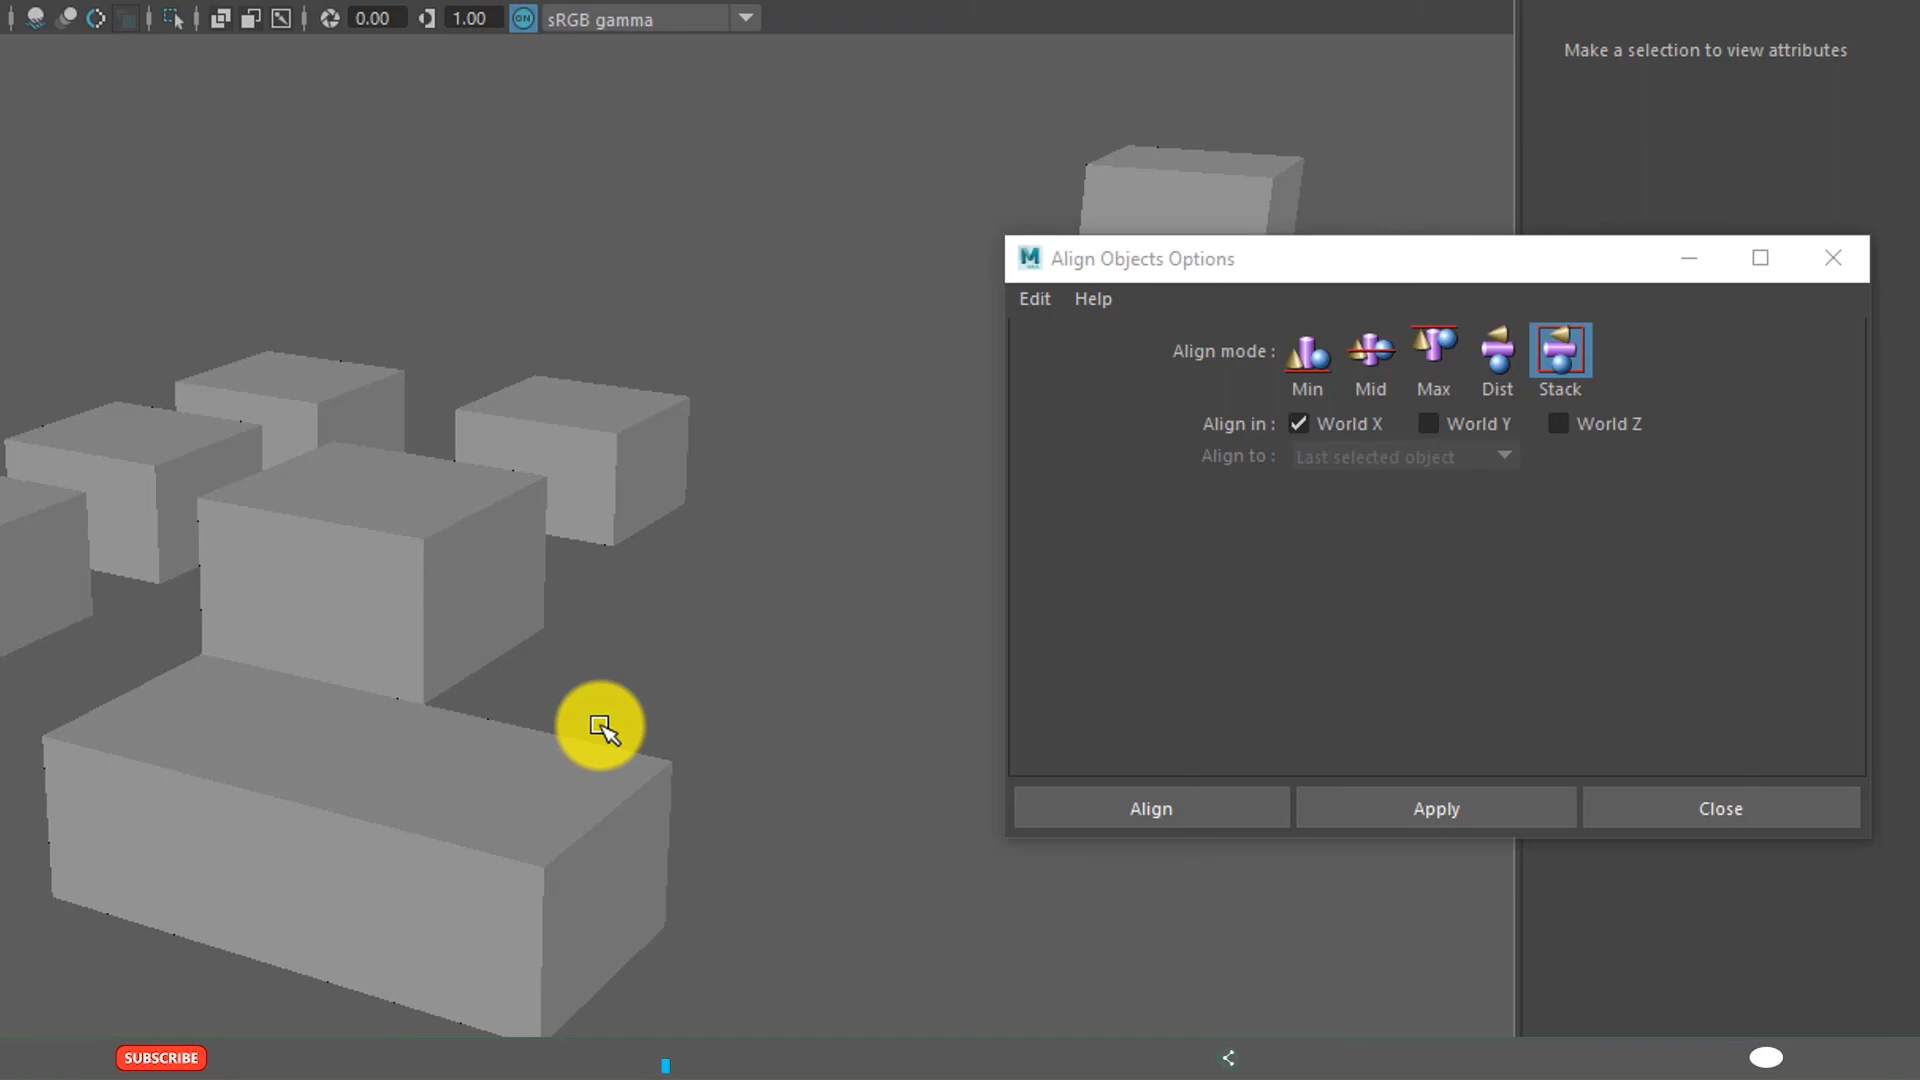 0.00 1.00 ON sRGB gamma
Make a selection to view attributes
M Align Objects Options
Edit Help
Align mode :
Min Mid Max Dist Stack
Align in : World X World Y World Z
Align to : Last selected object
Align Apply Close
SUBSCRIBE